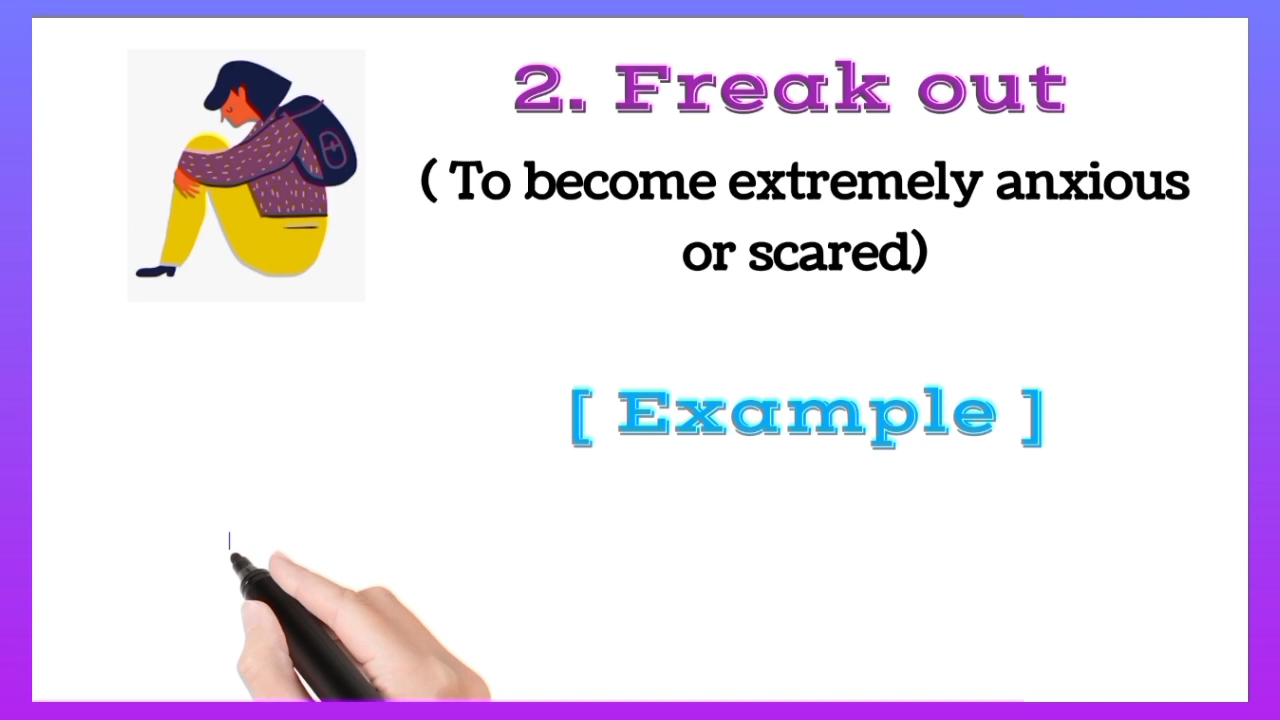 2. Freak out
( To become extremely anxious
or scared)
[ Example ]